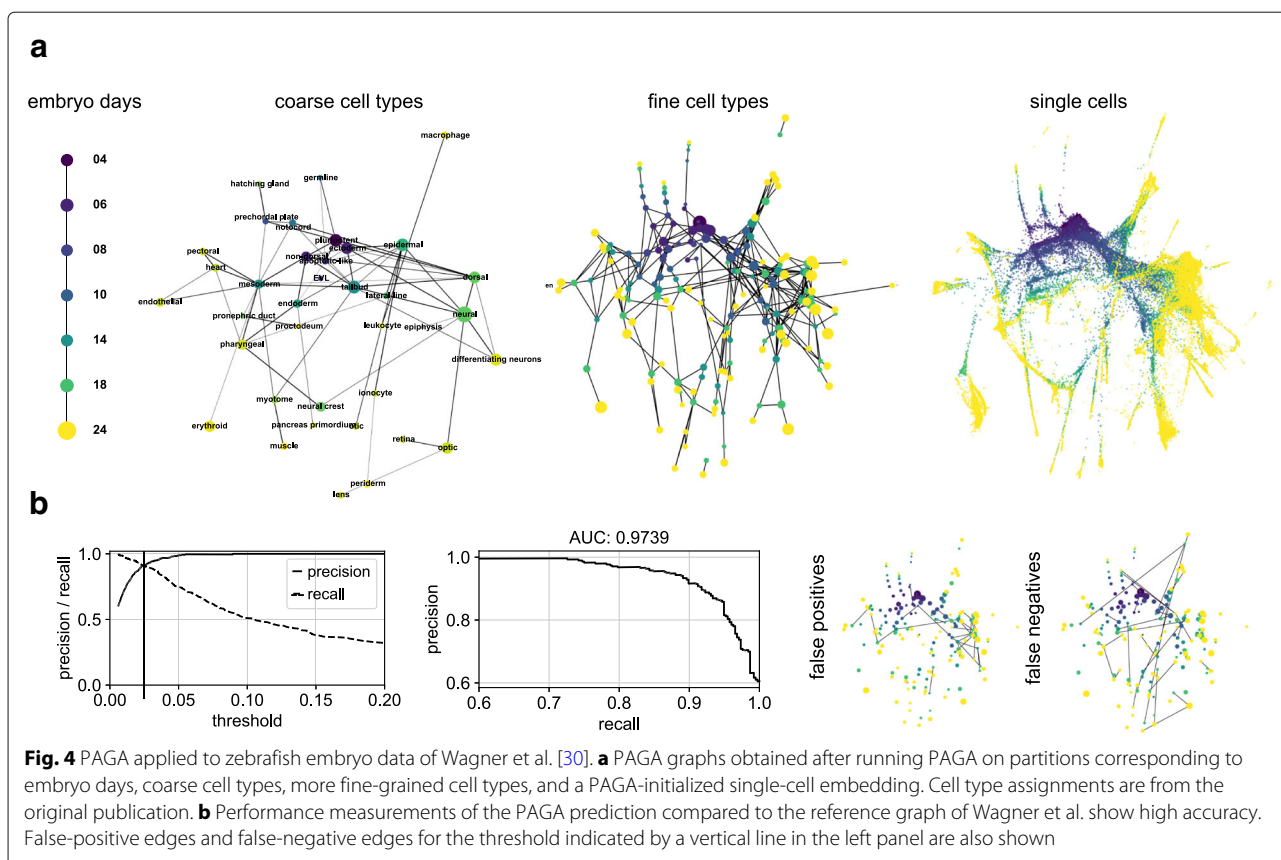 a
embryo days
coarse cell types
fine cell types
single cells
04
06
08
10
14
18
24
macrophage
germline
hatching gland
prechordal plate
notocord
pluripotent
ectoderm
epidermal
non-dorsal
apoptotic-like
pectoral
heart
EVL
mesoderm
tailbud
dorsal
lateral line
endothelial
endoderm
pronephric duct
neural
proctodeum
leukocyte
epiphysis
pharyngeal
differentiating neurons
ionocyte
myotome
neural crest
erythroid
pancreas primordium
otic
muscle
retina
optic
periderm
lens
en
b
precision / recall
1.0
0.5
0.0
0.00
0.05
0.10
0.15
0.20
threshold
precision
recall
AUC: 0.9739
precision
1.0
0.8
0.6
0.6
0.7
0.8
0.9
1.0
recall
false positives
false negatives
Fig. 4 PAGA applied to zebrafish embryo data of Wagner et al. [30]. a PAGA graphs obtained after running PAGA on partitions corresponding to
embryo days, coarse cell types, more fine-grained cell types, and a PAGA-initialized single-cell embedding. Cell type assignments are from the
original publication. b Performance measurements of the PAGA prediction compared to the reference graph of Wagner et al. show high accuracy.
False-positive edges and false-negative edges for the threshold indicated by a vertical line in the left panel are also shown